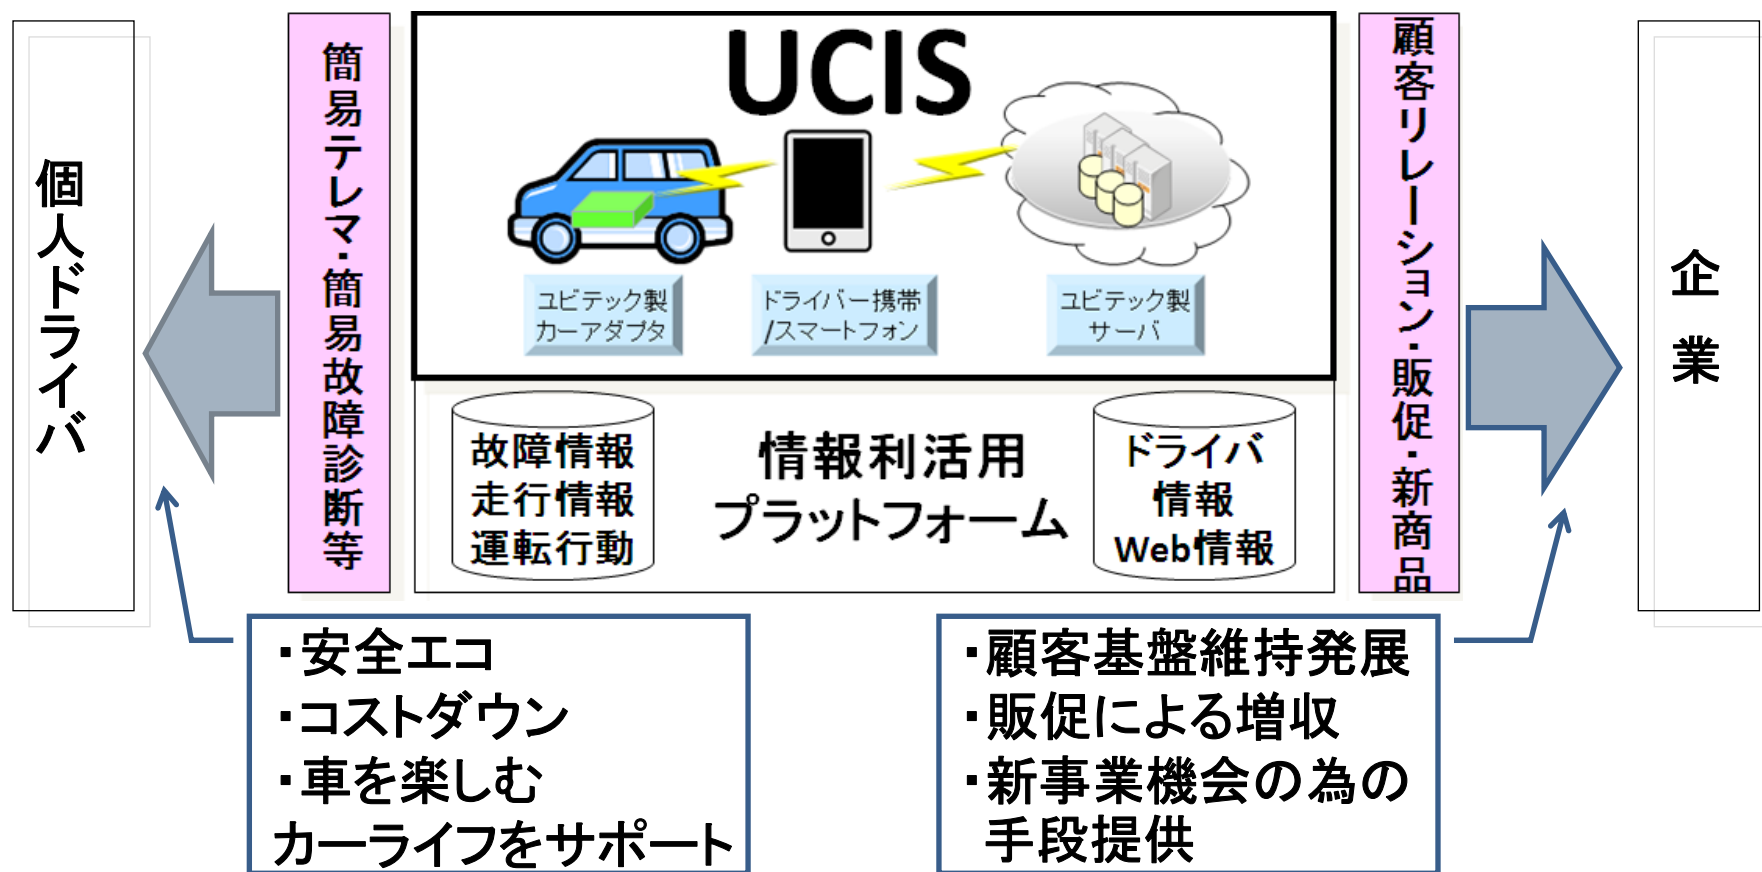 個人ドライバ
簡易テレマ・簡易故障診断等
UCIS
ユビテック製
カーアダプタ
ドライバー携帯
/スマートフォン
ユビテック製
サーバ
故障情報
走行情報
運転行動
情報利活用
プラットフォーム
ドライバ
情報
Web情報
顧客リレーション・販促・新商品
企業
・安全エコ
・コストダウン
・車を楽しむ
カーライフをサポート
・顧客基盤維持発展
・販促による増収
・新事業機会の為の
手段提供